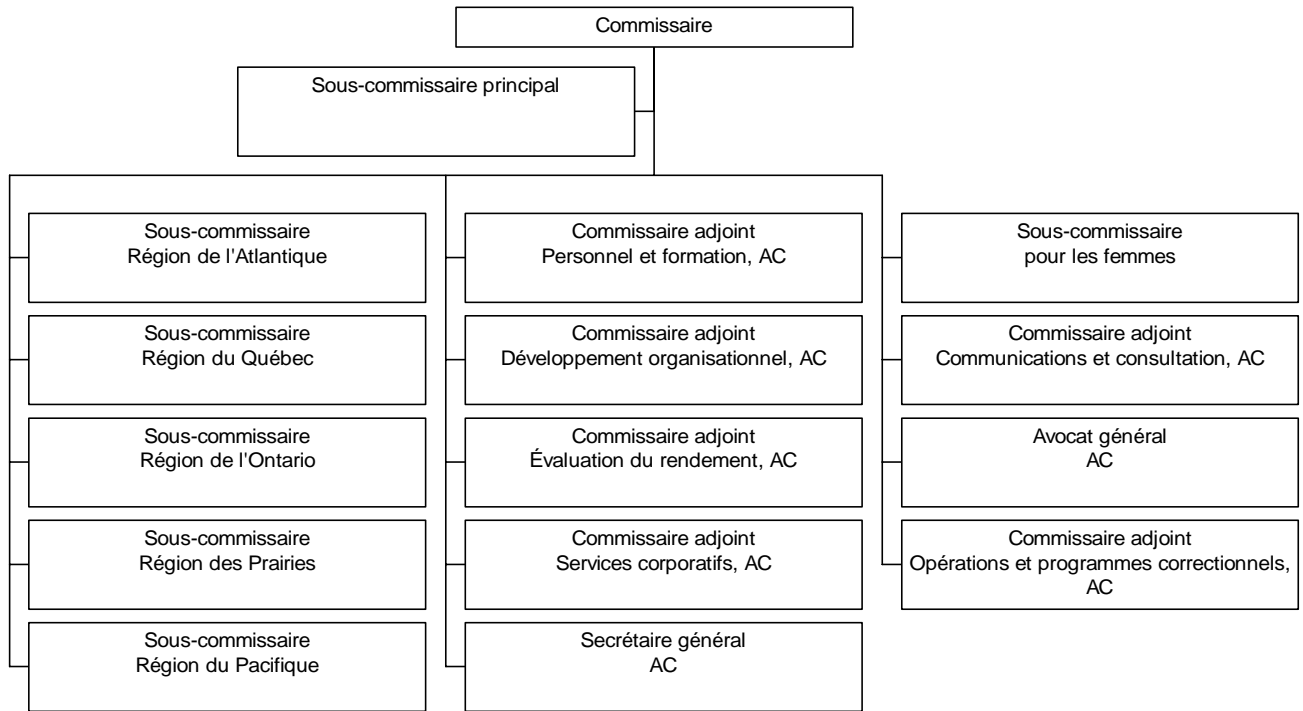 Commissaire
Sous-commissaire principal
Sous-commissaire
Région de l'Atlantique
Sous-commissaire
Région du Québec
Sous-commissaire
Région de l'Ontario
Sous-commissaire
Région des Prairies
Sous-commissaire
Région du Pacifique
Commissaire adjoint
Personnel et formation, AC
Commissaire adjoint
Développement organisationnel, AC
Commissaire adjoint
Évaluation du rendement, AC
Commissaire adjoint
Services corporatifs, AC
Secrétaire général
AC
Sous-commissaire
pour les femmes
Commissaire adjoint
Communications et consultation, AC
Avocat général
AC
Commissaire adjoint
Opérations et programmes correctionnels,
AC